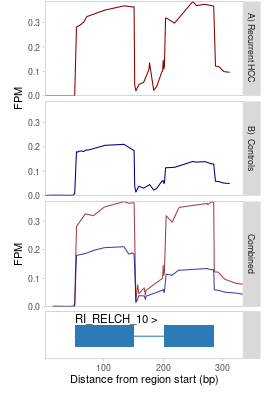 0.3
0.2
0.1
0.0
A) Recurrent HCC
FPM
0.3
0.2
0.1
0.0
B) Controls
0.3
0.2
0.1
0.0
FPM
Combined
RI_RELCH_10 >
100
200
300
Distance from region start (bp)